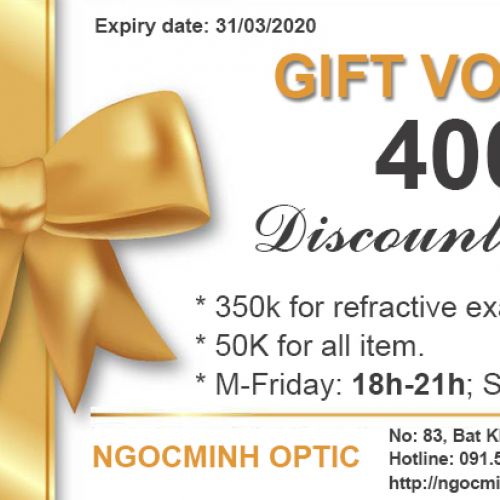 Expiry date: 31/03/2020
GIFT VO
400
Discount
* 350k for refractive exa
* 50K for all item.
* M-Friday: 18h-21h; S
NGOCMINH OPTIC
No: 83, Bat K
Hotline: 091.5
http://ngocmi